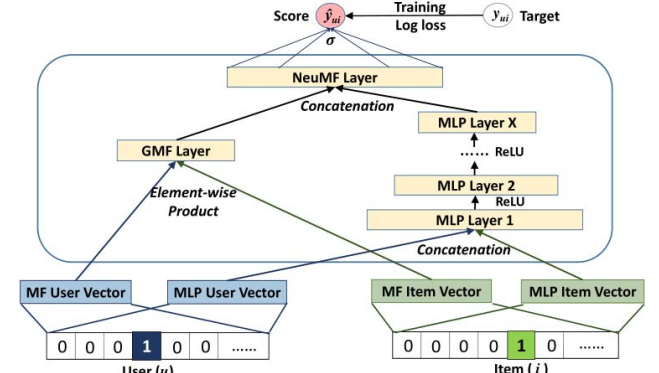 Score ŷui Training yui Target
Log loss
σ
NeuMF Layer
Concatenation
MLP Layer X
GMF Layer
...... ReLU
Element-wise
Product
MLP Layer 2
ReLU
MLP Layer 1
Concatenation
MF User Vector MLP User Vector MF Item Vector MLP Item Vector
0 0 0 1 0 0 ...... 0 0 0 0 1 0 ......
User (u) Item (i)